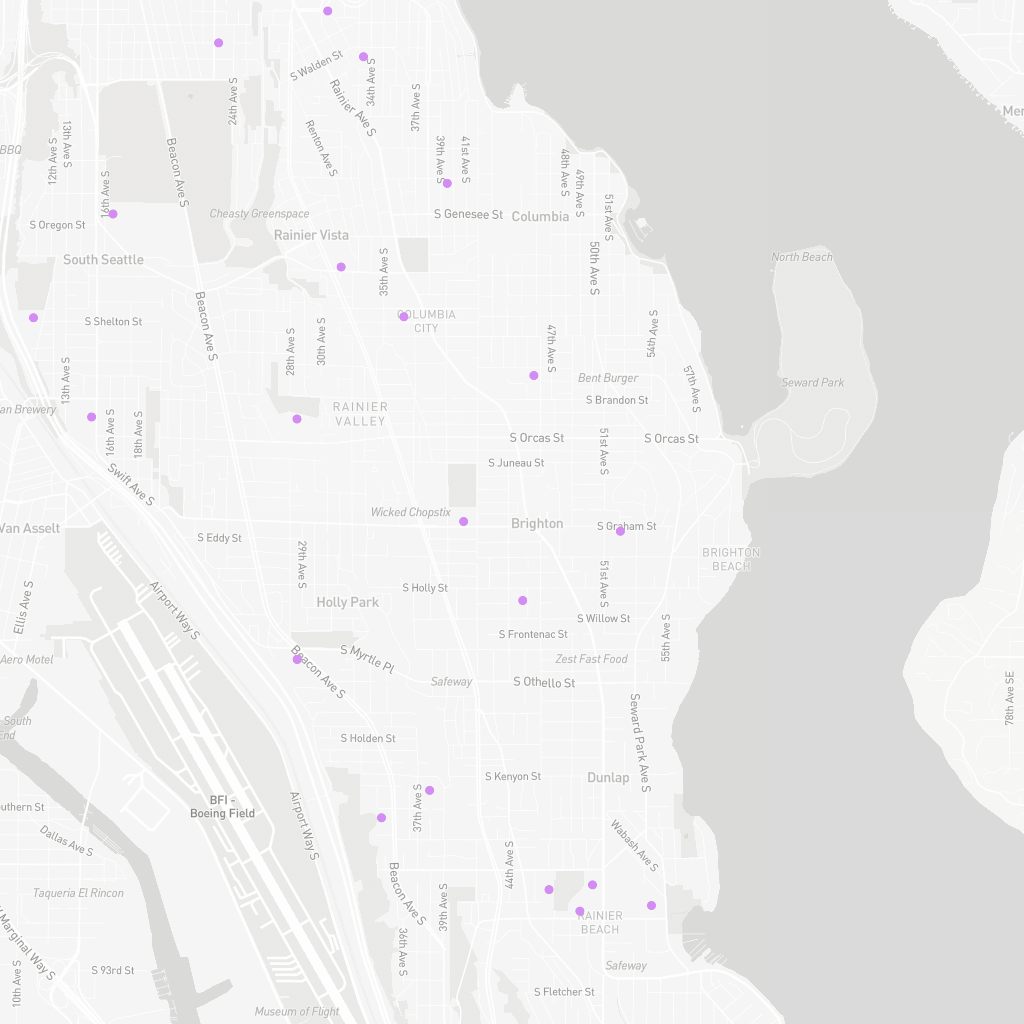 S Walden St
34th Ave S
24th Ave S
Rainier Ave S
37th Ave S
13th Ave S
12th Ave S
BBQ
Renton Ave S
39th Ave S
41st Ave S
48th Ave S
49th Ave S
Beacon Ave S
16th Ave S
51st Ave S
S Oregon St
Cheasty Greenspace
S Genesee St
Columbia
Rainier Vista
South Seattle
35th Ave S
50th Ave S
North Beach
S Shelton St
Beacon Ave S
COLUMBIA
CITY
28th Ave S
30th Ave S
47th Ave S
54th Ave S
13th Ave S
Bent Burger
57th Ave S
Seward Park
S Brandon St
an Brewery
RAINIER
VALLEY
16th Ave S
18th Ave S
S Orcas St
51st Ave S
S Orcas St
S Juneau St
Swift Ave S
Wicked Chopstix
Brighton
S Graham St
Van Asselt
S Eddy St
BRIGHTON
BEACH
29th Ave S
51st Ave S
S Holly St
Airport Way S
Ellis Ave S
Holly Park
S Willow St
S Frontenac St
55th Ave S
Aero Motel
Beacon Ave S
S Myrtle Pl
Zest Fast Food
Safeway
S Othello St
78th Ave SE
South
End
Seward Park Ave S
S Holden St
S Kenyon St
Dunlap
BFI -
Boeing Field
37th Ave S
Airport Way S
outhern St
Dallas Ave S
Wabash Ave S
44th Ave S
Taqueria El Rincon
Beacon Ave S
39th Ave S
RAINIER
BEACH
Marginal Way S
36th Ave S
S 93rd St
10th Ave S
Safeway
S Fletcher St
Museum of Flight